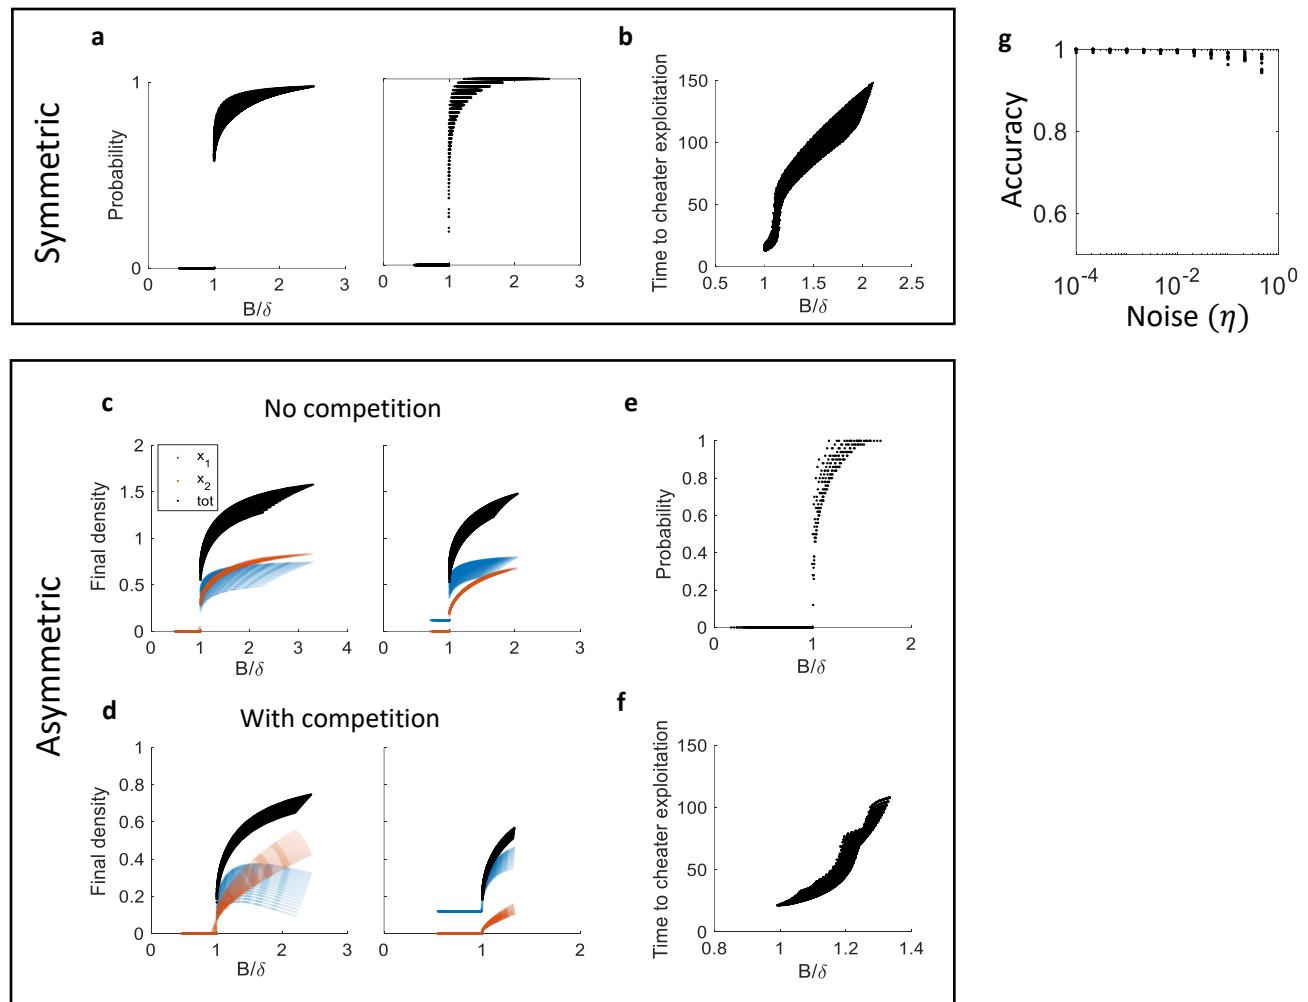 Symmetric
a
Probability
1
0
0
1
2
3
B/δ
0
1
2
3
b
Time to cheater exploitation
150
100
50
0
0.5
1
1.5
2
2.5
B/δ
g
Accuracy
1
0.8
0.6
10⁻⁴
10⁻²
10⁰
Noise (η)
Asymmetric
c
No competition
Final density
2
1.5
1
0.5
0
x₁
x₂
tot
0
1
2
3
4
B/δ
0
1
2
3
e
Probability
1
0.8
0.6
0.4
0.2
0
0
1
2
B/δ
d
With competition
Final density
1
0.8
0.6
0.4
0.2
0
0
1
2
3
B/δ
0
1
2
f
Time to cheater exploitation
150
100
50
0
0.8
1
1.2
1.4
B/δ